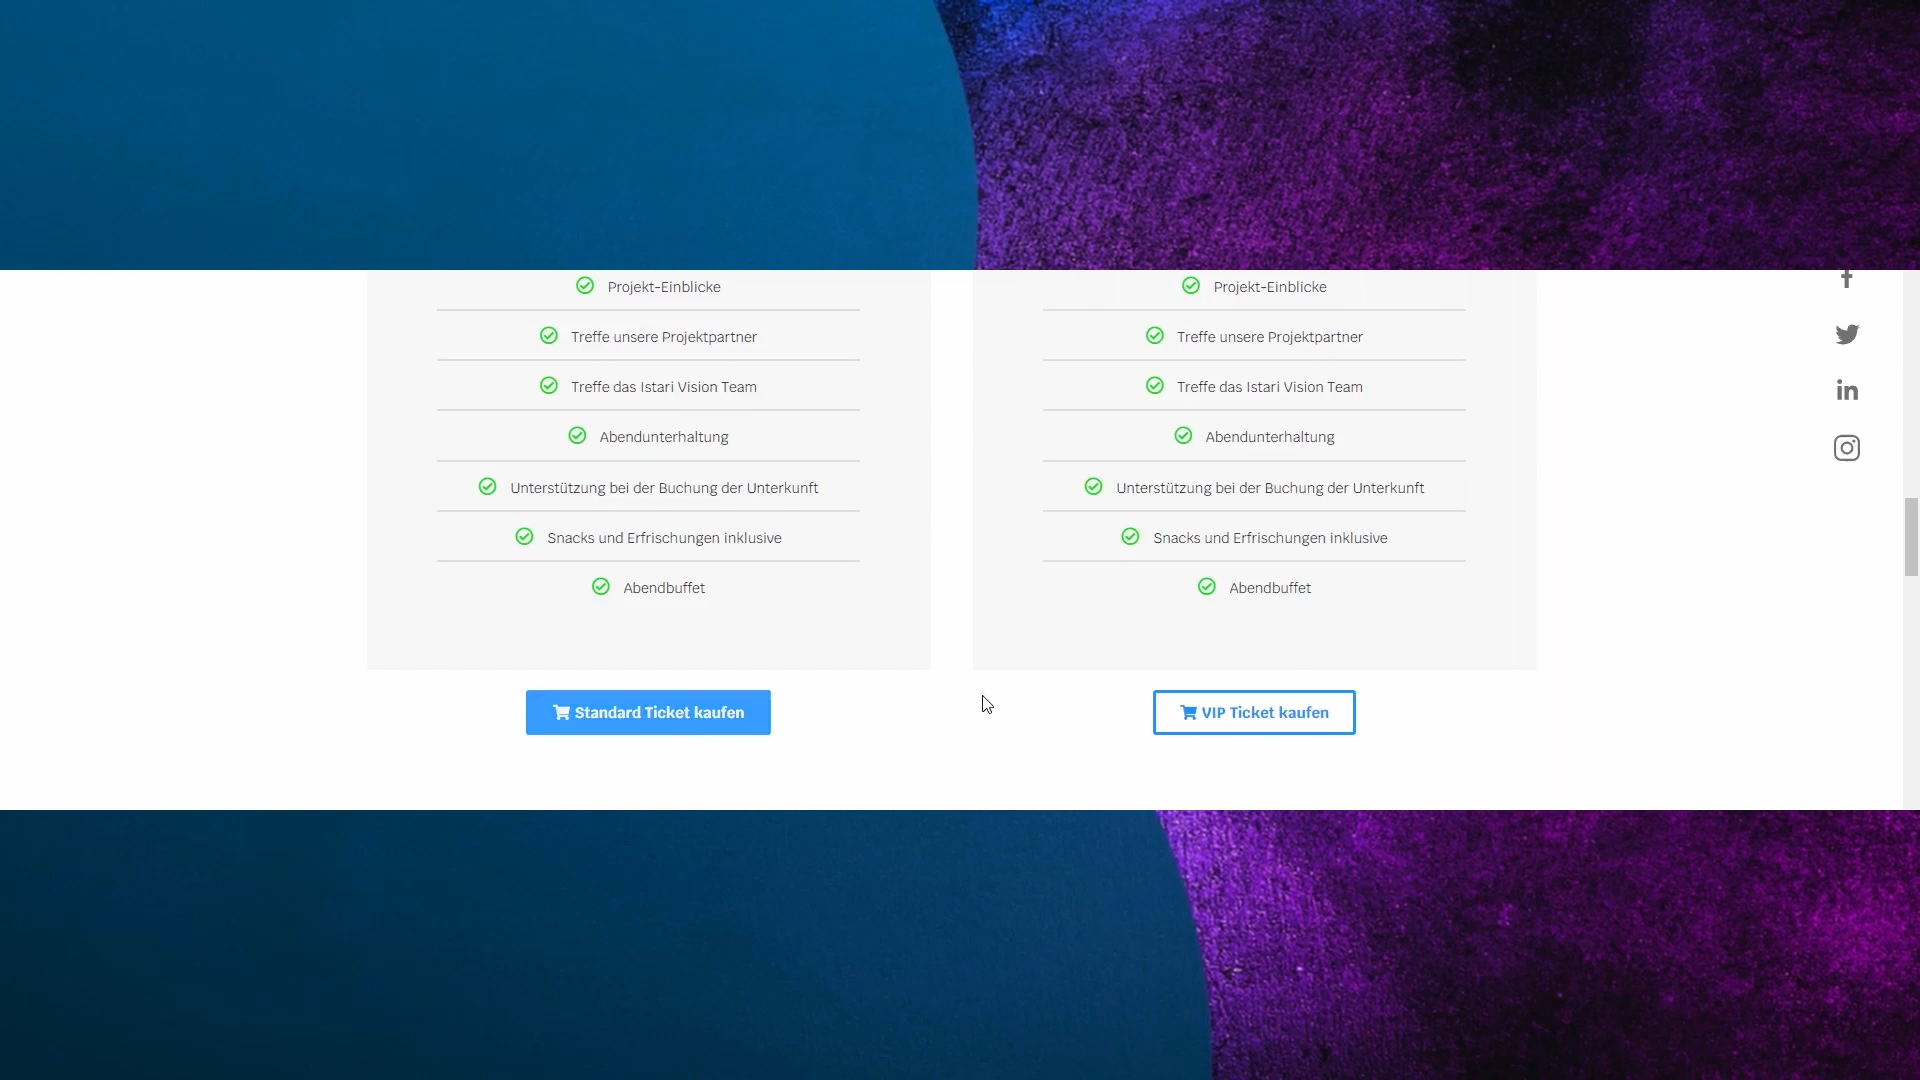 Projekt-Einblicke
Treffe unsere Projektpartner
Treffe das Istari Vision Team
Abendunterhaltung
Unterstützung bei der Buchung der Unterkunft
Snacks und Erfrischungen inklusive
Abendbuffet
Standard Ticket kaufen
Projekt-Einblicke
Treffe unsere Projektpartner
Treffe das Istari Vision Team
Abendunterhaltung
Unterstützung bei der Buchung der Unterkunft
Snacks und Erfrischungen inklusive
Abendbuffet
VIP Ticket kaufen